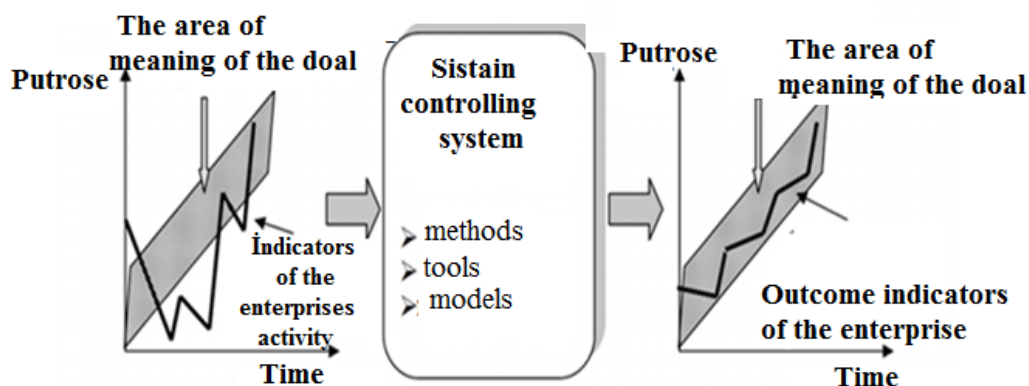 The area of
meaning of the doal
Putrose
İndicators
of the
enterprises
activity
Time
Sistain
controlling
system
methods
tools
models
Putrose
The area of
meaning of the doal
Outcome indicators
of the enterprise
Time